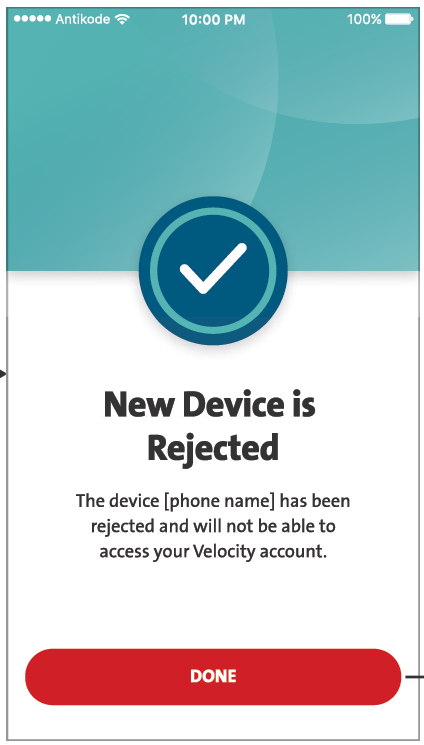 Antikode 10:00 PM 100%
New Device is
Rejected
The device [phone name] has been
rejected and will not be able to
access your Velocity account.
DONE